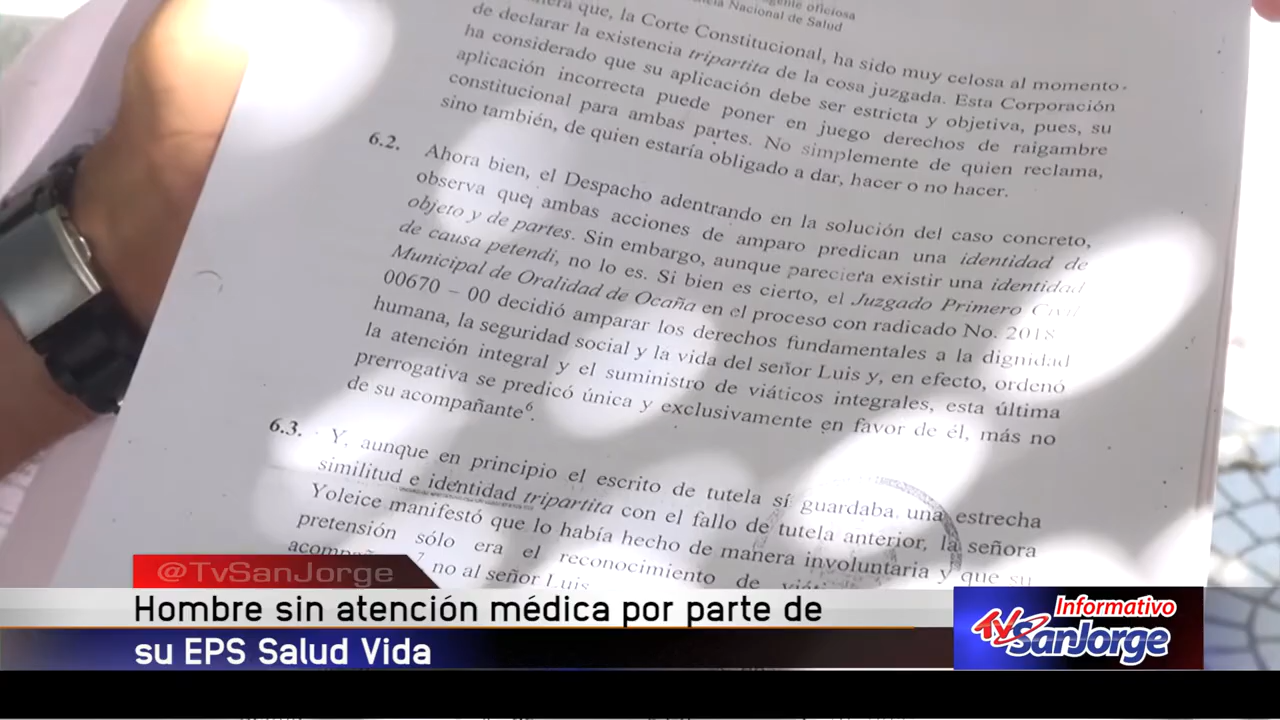 oficiosa
Nacional de Salud
que, la Corte Constitucional, ha sido muy celosa al momento
de declarar la existencia tripartita de la cosa juzgada. Esta Corporación
ha considerado que su aplicación debe ser estricta y objetiva, pues, su
aplicación incorrecta puede poner en juego derechos de raigambre
constitucional para ambas partes. No simplemente de quien reclama,
sino también, de quien estaría obligado a dar, hacer o no hacer.
6.2. Ahora bien, el Despacho adentrando en la solución del caso concreto,
observa que, ambas acciones de amparo predican una identidad de
objeto y de partes. Sin embargo, aunque pareciera existir una identidad
de causa petendi, no lo es. Si bien es cierto, el Juzgado Primero Civil
Municipal de Oralidad de Ocaña en el proceso con radicado No. 2018
00670 – 00 decidió amparar los derechos fundamentales a la dignidad
humana, la seguridad social y la vida del señor Luis y, en efecto, ordenó
la atención integral y el suministro de viáticos integrales, esta última
prerrogativa se predicó única y exclusivamente en favor de él, más no
de su acompañante6.
6.3. Y, aunque en principio el escrito de tutela sí guardaba una estrecha
similitud e identidad tripartita con el fallo de tutela anterior, la señora
Yoleice manifestó que lo había hecho de manera involuntaria y que su
pretensión sólo era el reconocimiento de
7 no al señor Luis
@TvSanJorge
Hombre sin atención médica por parte de
su EPS Salud Vida
Informativo
TV SanJorge